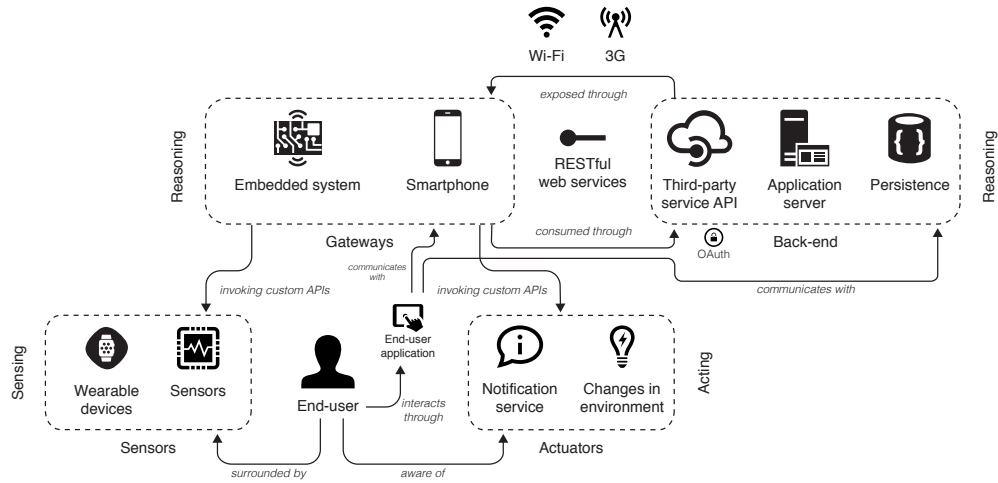 Wi-Fi
3G
exposed through
Reasoning
Embedded system
Smartphone
RESTful
web services
Third-party
service API
Application
server
Persistence
Reasoning
Gateways
consumed through
OAuth
Back-end
communicates
with
invoking custom APIs
invoking custom APIs
communicates with
Sensing
Wearable
devices
Sensors
End-user
application
End-user
interacts
through
Notification
service
Changes in
environment
Acting
Sensors
Actuators
surrounded by
aware of